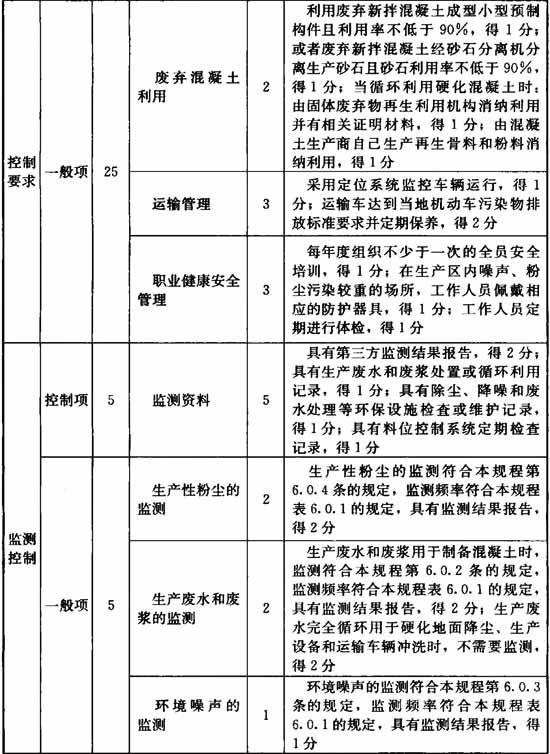 控制
要求
一般项
25
废弃混凝土
利用
2
利用废弃新拌混凝土成型小型预制
构件且利用率不低于90%，得1分；
或者废弃新拌混凝土经砂石分离机分
离生产砂石且砂石利用率不低于90%，
得1分；当循环利用硬化混凝土时：
由固体废弃物再生利用机构消纳利用
并有相关证明材料，得1分；由混凝
土生产商自己生产再生骨料和粉料消
纳利用，得1分
运输管理
3
采用定位系统监控车辆运行，得1
分；运输车达到当地机动车污染物排
放标准要求并定期保养，得2分
职业健康安全
管理
3
每年度组织不少于一次的全员安全
培训，得1分；在生产区内噪声、粉
尘污染较重的场所，工作人员佩戴相
应的防护器具，得1分；工作人员定
期进行体检，得1分
监测
控制
控制项
5
监测资料
5
具有第三方监测结果报告，得2分；
具有生产废水和废浆处置或循环利用
记录，得1分；具有除尘、降噪和废
水处理等环保设施检查或维护记录，
得1分；具有料位控制系统定期检查
记录，得1分
一般项
5
生产性粉尘的
监测
2
生产性粉尘的监测符合本规程第
6.0.4条的规定，监测频率符合本规程
表6.0.1的规定，具有监测结果报告，
得2分
生产废水和废
浆的监测
2
生产废水和废浆用于制备混凝土时，
监测符合本规程第6.0.2条的规定，
监测频率符合本规程表6.0.1的规定，
具有监测结果报告，得2分；生产废
水完全循环用于硬化地面降尘、生产
设备和运输车辆冲洗时，不需要监测，
得2分
环境噪声的
监测
1
环境噪声的监测符合本规程第6.0.3
条的规定，监测频率符合本规程表
6.0.1的规定，具有监测结果报告，得
1分